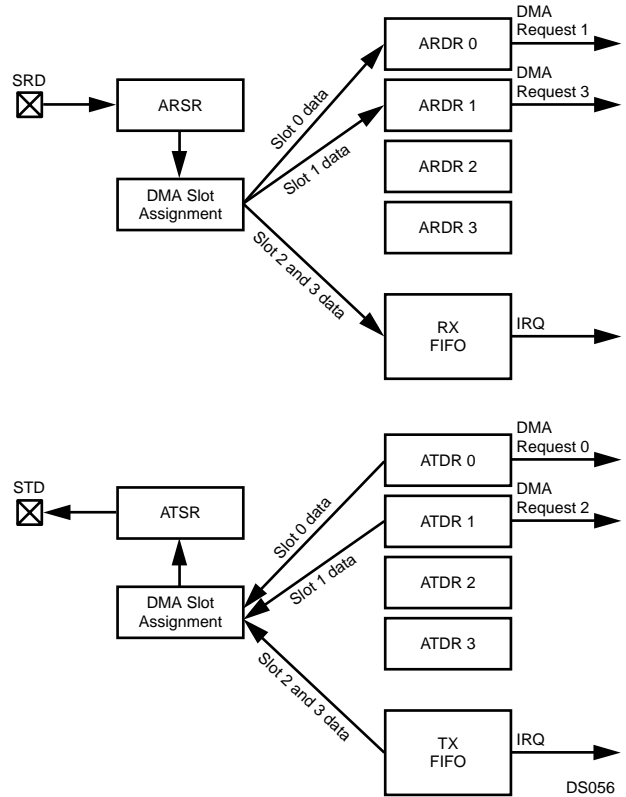 SRD
ARSR
DMA Slot
Assignment
Slot 0 data
Slot 1 data
Slot 2 and 3 data
ARDR 0
DMA
Request 1
ARDR 1
DMA
Request 3
ARDR 2
ARDR 3
RX
FIFO
IRQ
STD
ATSR
DMA Slot
Assignment
Slot 0 data
Slot 1 data
Slot 2 and 3 data
ATDR 0
DMA
Request 0
ATDR 1
DMA
Request 2
ATDR 2
ATDR 3
TX
FIFO
IRQ
DS056